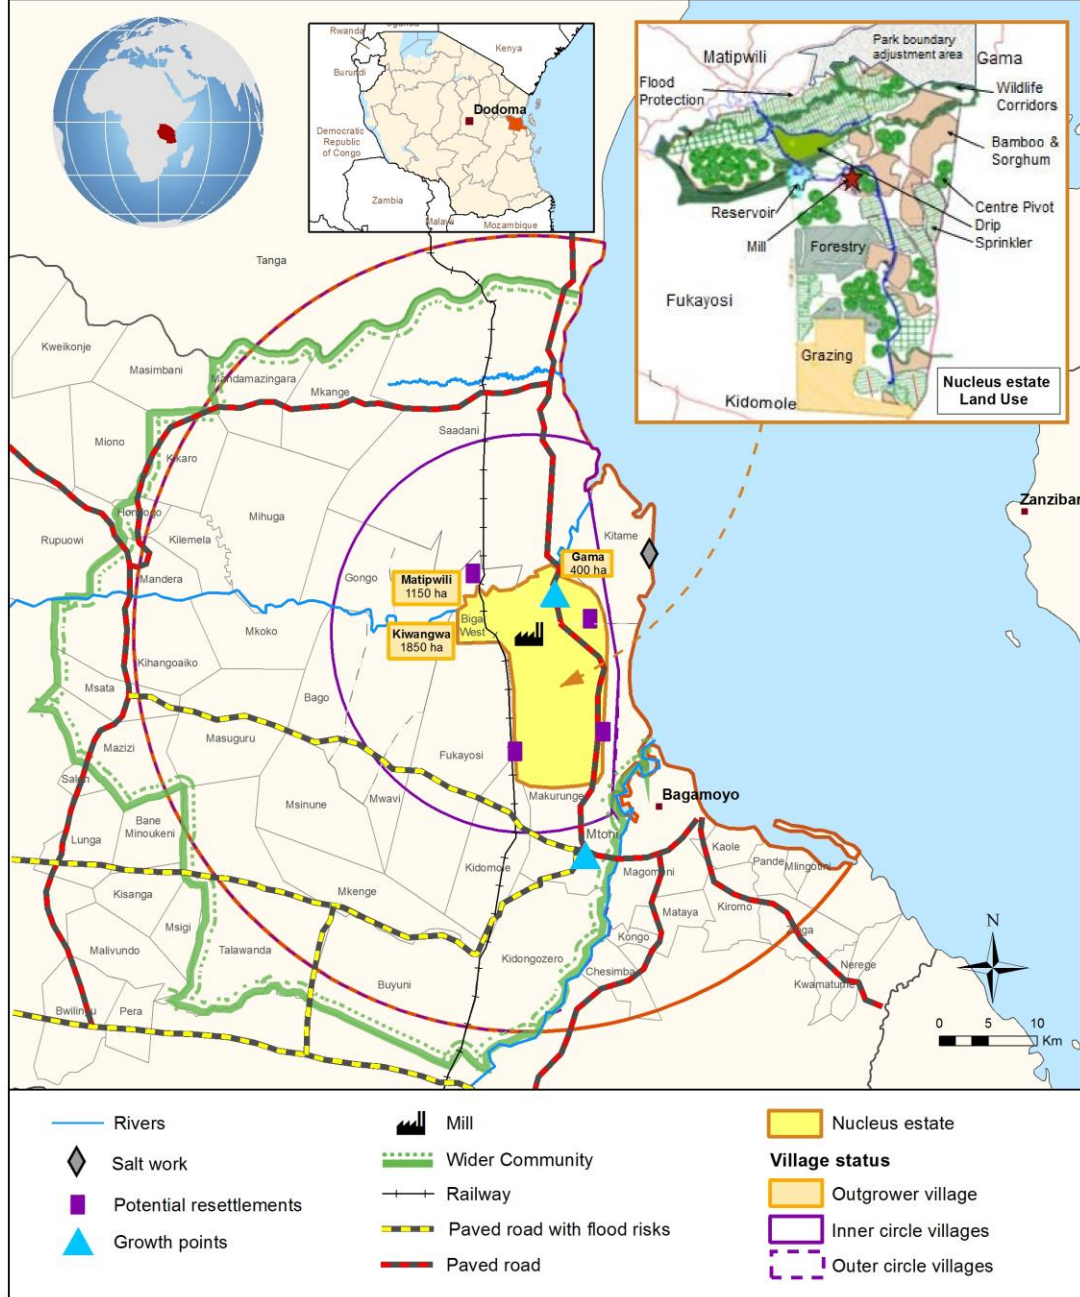 Uganda
Rwanda
Kenya
Burundi
Dodoma
Democratic
Republic
of Congo
Zambia
Malawi
Mozambique
Matipwili
Park boundary
adjustment area
Gama
Flood
Protection
Wildlife
Corridors
Bamboo &
Sorghum
Reservoir
Centre Pivot
Drip
Sprinkler
Mill
Forestry
Fukayosi
Grazing
Kidomole
Nucleus estate
Land Use
Tanga
Kweikonje
Masimbani
Mandamazingara
Mkange
Saadani
Miono
Kikaro
Zanzibar
Hondogo
Mihuga
Rupuowi
Kilemela
Kitame
Mandera
Gongo
Gama
400 ha
Matipwili
1150 ha
Biga
West
Kiwangwa
1850 ha
Mkoko
Kihangoaiko
Msata
Bago
Masuguru
Mazizi
Fukayosi
Msinune
Mwavi
Makurunge
Bagamoyo
Bane
Minoukeni
Lunga
Mtoni
Kaole
Pande
Mlingotini
Kidomole
Magomeni
Kisanga
Mkenge
Mataya
Kiromo
Msigi
Malivundo
Talawanda
Kongo
Kidongozero
Chesimba
Nerege
Kwamatume
Buyuni
Bwilingu
Pera
N
0 5 10
Km
Rivers
Salt work
Potential resettlements
Growth points
Mill
Wider Community
Railway
Paved road with flood risks
Paved road
Nucleus estate
Village status
Outgrower village
Inner circle villages
Outer circle villages